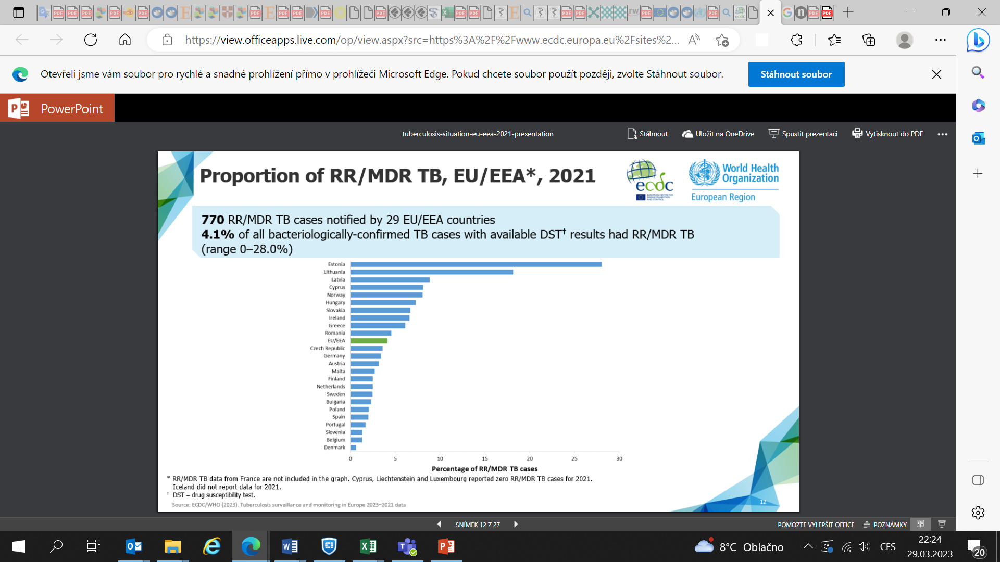 https://view.officeapps.live.com/op/view.aspx?src=https%3A%2F%2Fwww.ecdc.europa.eu%2Fsites%2...
Otevřeli jsme vám soubor pro rychlé a snadné prohlížení přímo v prohlížeči Microsoft Edge. Pokud chcete soubor použít později, zvolte Stáhnout soubor.
Stáhnout soubor
PowerPoint
tuberculosis-situation-eu-eea-2021-presentation
Stáhnout
Uložit na OneDrive
Spustit prezentaci
Vytisknout do PDF
Proportion of RR/MDR TB, EU/EEA*, 2021
ecdc
EUROPEAN CENTRE FOR
DISEASE PREVENTION
AND CONTROL
World Health
Organization
European Region
770 RR/MDR TB cases notified by 29 EU/EEA countries
4.1% of all bacteriologically-confirmed TB cases with available DST† results had RR/MDR TB
(range 0–28.0%)
Estonia
Lithuania
Latvia
Cyprus
Norway
Hungary
Slovakia
Ireland
Greece
Romania
EU/EEA
Czech Republic
Germany
Austria
Malta
Finland
Netherlands
Sweden
Bulgaria
Poland
Spain
Portugal
Slovenia
Belgium
Denmark
0 5 10 15 20 25 30
Percentage of RR/MDR TB cases
* RR/MDR TB data from France are not included in the graph. Cyprus, Liechtenstein and Luxembourg reported zero RR/MDR TB cases for 2021.
Iceland did not report data for 2021.
† DST – drug susceptibility test.
Source: ECDC/WHO (2023). Tuberculosis surveillance and monitoring in Europe 2023–2021 data
12
SNÍMEK 12 Z 27
POMOZTE VYLEPŠIT OFFICE
POZNÁMKY
8°C Oblačno
CES
22:24
29.03.2023
20